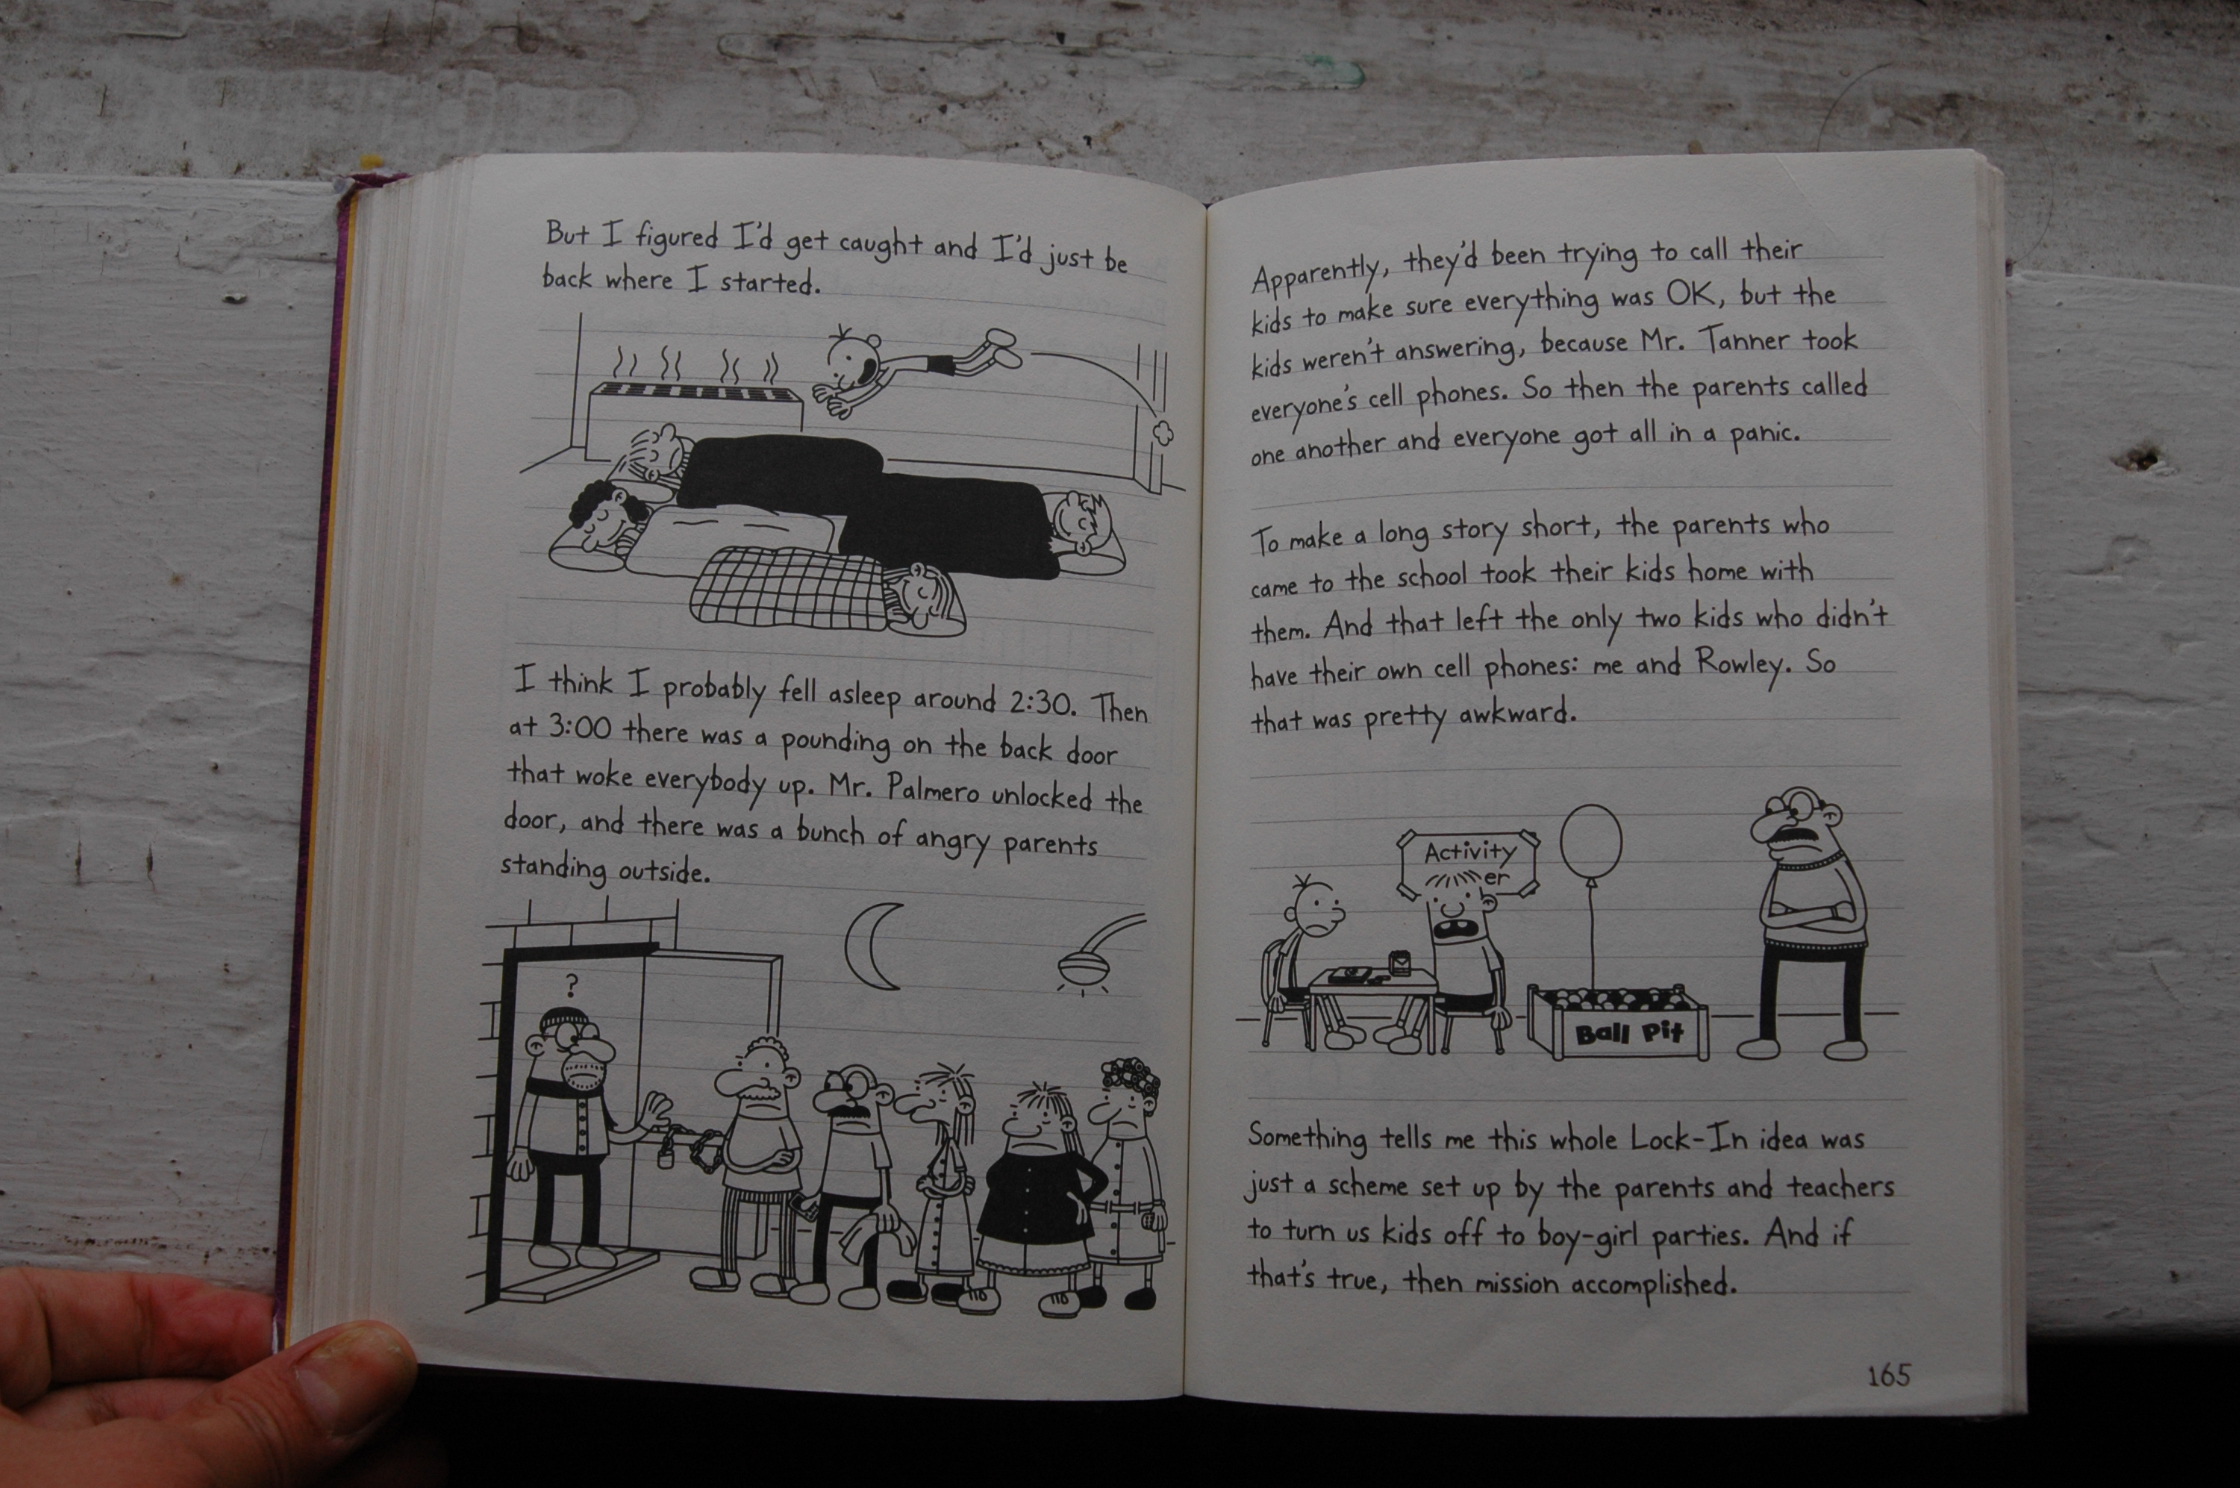 But I figured I'd get caught and I'd just be
back where I started.
I think I probably fell asleep around 2:30. Then
at 3:00 there was a pounding on the back door
that woke everybody up. Mr. Palmero unlocked the
door, and there was a bunch of angry parents
standing outside.
?
Apparently, they'd been trying to call their
kids to make sure everything was OK, but the
kids weren't answering, because Mr. Tanner took
everyone's cell phones. So then the parents called
one another and everyone got all in a panic.
To make a long story short, the parents who
came to the school took their kids home with
them. And that left the only two kids who didn't
have their own cell phones: me and Rowley. So
that was pretty awkward.
Activity
er
Ball Pit
Something tells me this whole Lock-In idea was
just a scheme set up by the parents and teachers
to turn us kids off to boy-girl parties. And if
that's true, then mission accomplished.
165